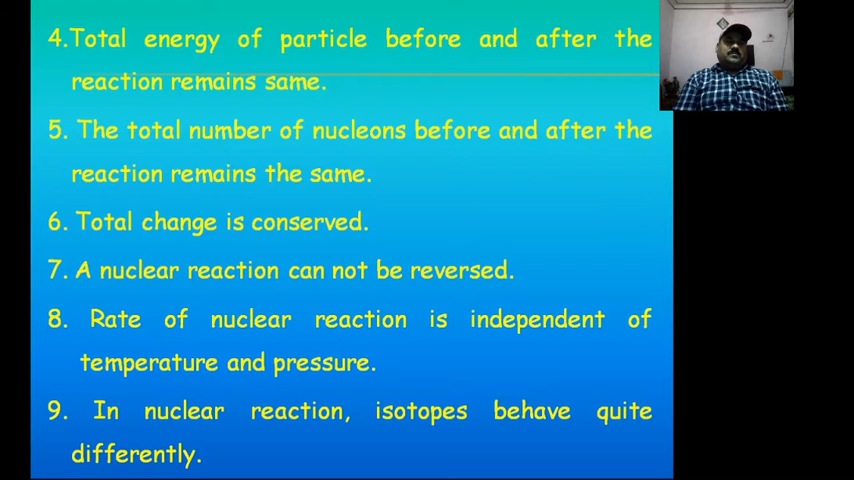 4.Total energy of particle before and after the
reaction remains same.
5. The total number of nucleons before and after the
reaction remains the same.
6. Total change is conserved.
7. A nuclear reaction can not be reversed.
8. Rate of nuclear reaction is independent of
temperature and pressure.
9. In nuclear reaction, isotopes behave quite
differently.